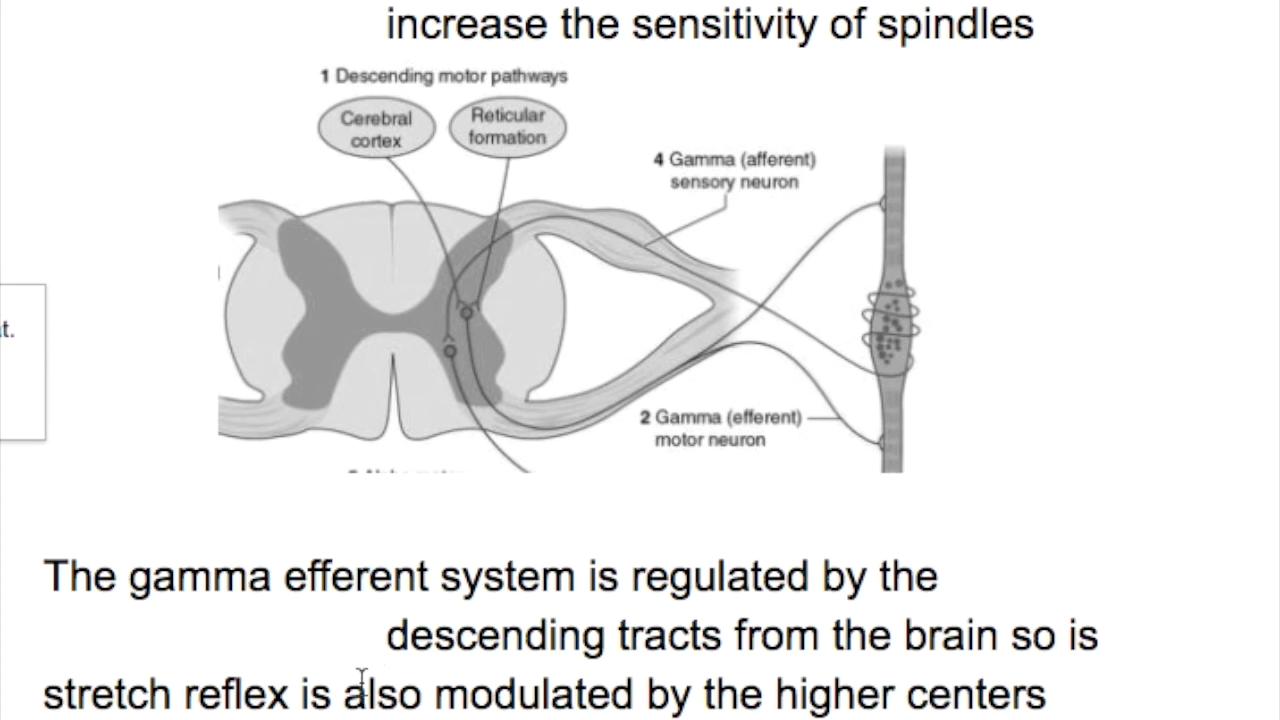 increase the sensitivity of spindles
1 Descending motor pathways
Cerebral
cortex
Reticular
formation
4 Gamma (afferent)
sensory neuron
t.
2 Gamma (efferent)
motor neuron
The gamma efferent system is regulated by the
descending tracts from the brain so is
stretch reflex is also modulated by the higher centers